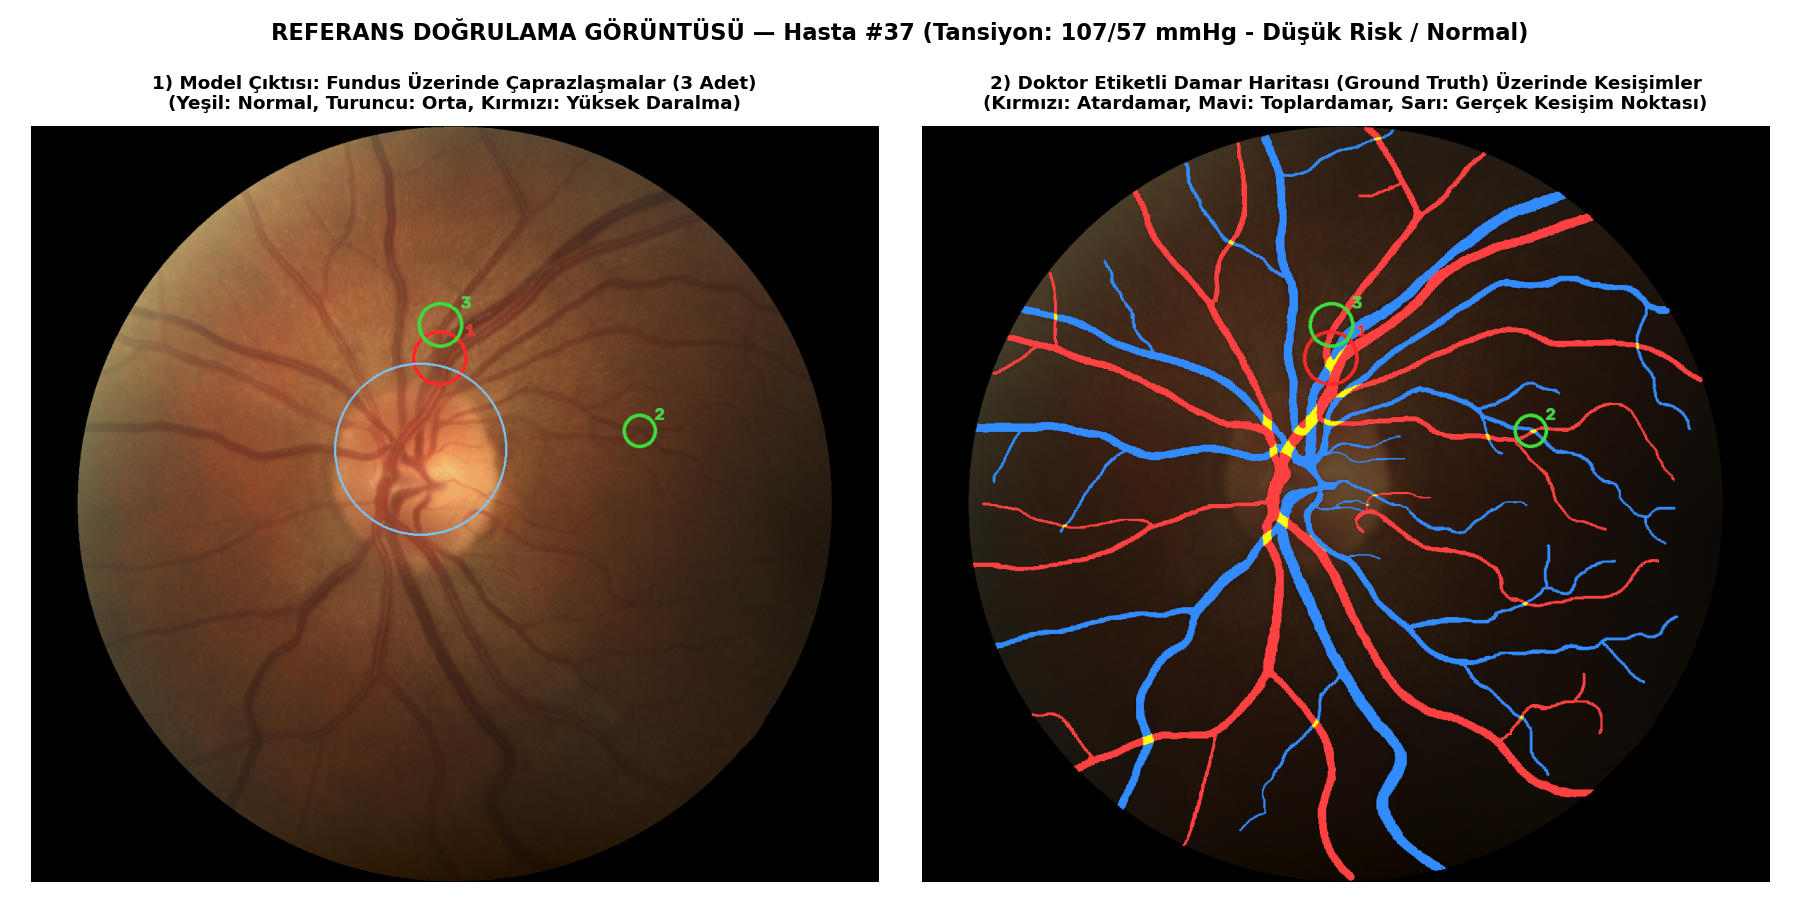 REFERANS DOĞRULAMA GÖRÜNTÜSÜ — Hasta #37 (Tansiyon: 107/57 mmHg - Düşük Risk / Normal)
1) Model Çıktısı: Fundus Üzerinde Çaprazlaşmalar (3 Adet)
(Yeşil: Normal, Turuncu: Orta, Kırmızı: Yüksek Daralma)
2) Doktor Etiketli Damar Haritası (Ground Truth) Üzerinde Kesişimler
(Kırmızı: Atardamar, Mavi: Toplardamar, Sarı: Gerçek Kesişim Noktası)
3
1
2
3
1
2